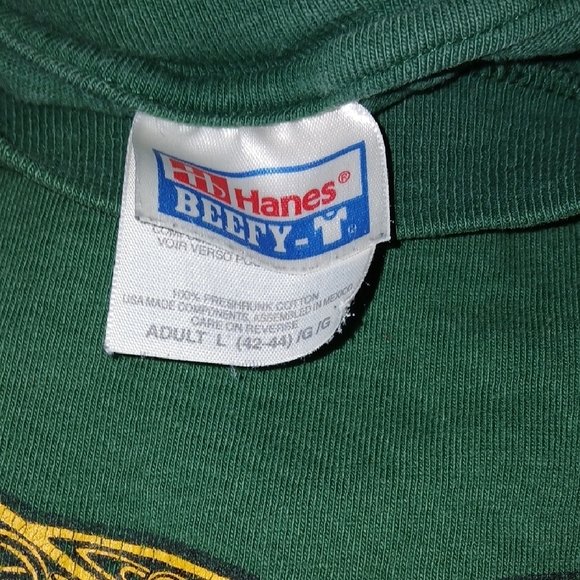 Hanes®
BEEFY-T
VOIR VERSO
100% PRESHRUNK COTTON
USA MADE COMPONENTS, ASSEMBLED IN MEXICO
CARE ON REVERSE
ADULT L (42-44) /G/G